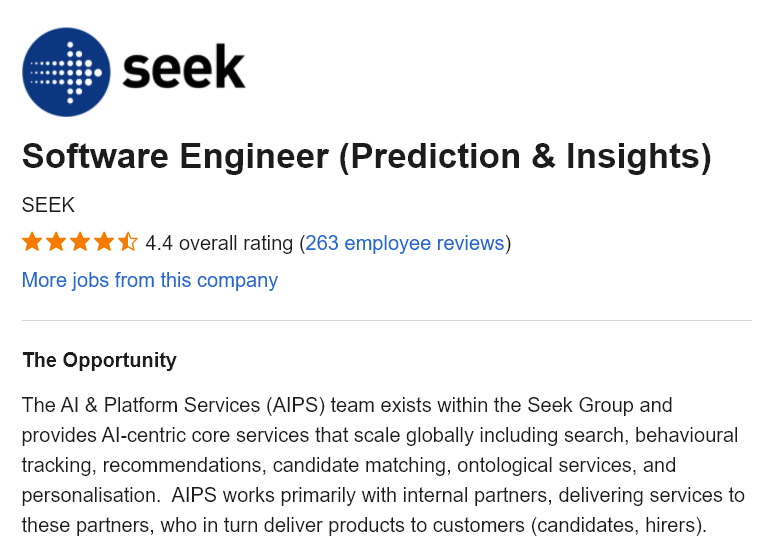 seek
Software Engineer (Prediction & Insights)
SEEK
4.4 overall rating (263 employee reviews)
More jobs from this company
The Opportunity
The AI & Platform Services (AIPS) team exists within the Seek Group and
provides AI-centric core services that scale globally including search, behavioural
tracking, recommendations, candidate matching, ontological services, and
personalisation.  AIPS works primarily with internal partners, delivering services to
these partners, who in turn deliver products to customers (candidates, hirers).